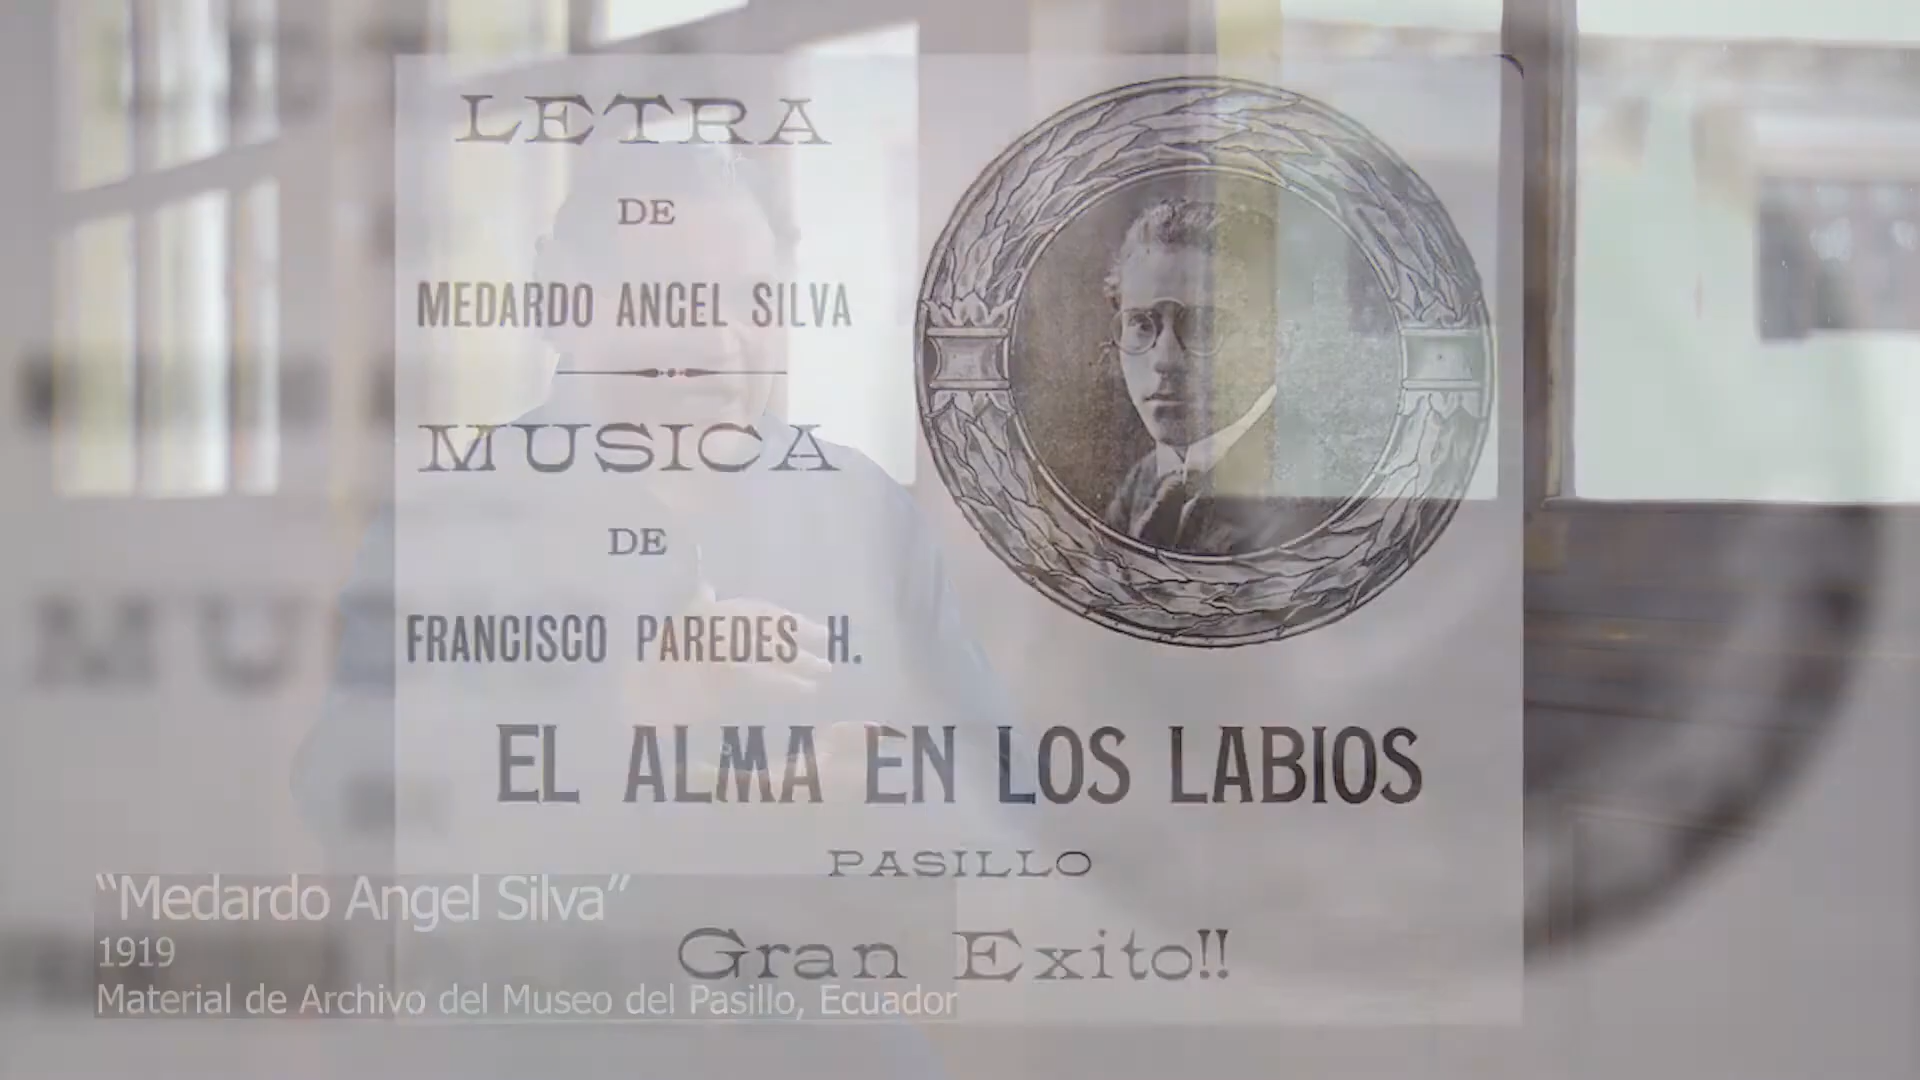 LETRA
DE
MEDARDO ANGEL SILVA
MUSICA
DE
FRANCISCO PAREDES H.
EL ALMA EN LOS LABIOS
PASILLO
Gran Exito!!
“Medardo Angel Silva”
1919
Material de Archivo del Museo del Pasillo, Ecuador